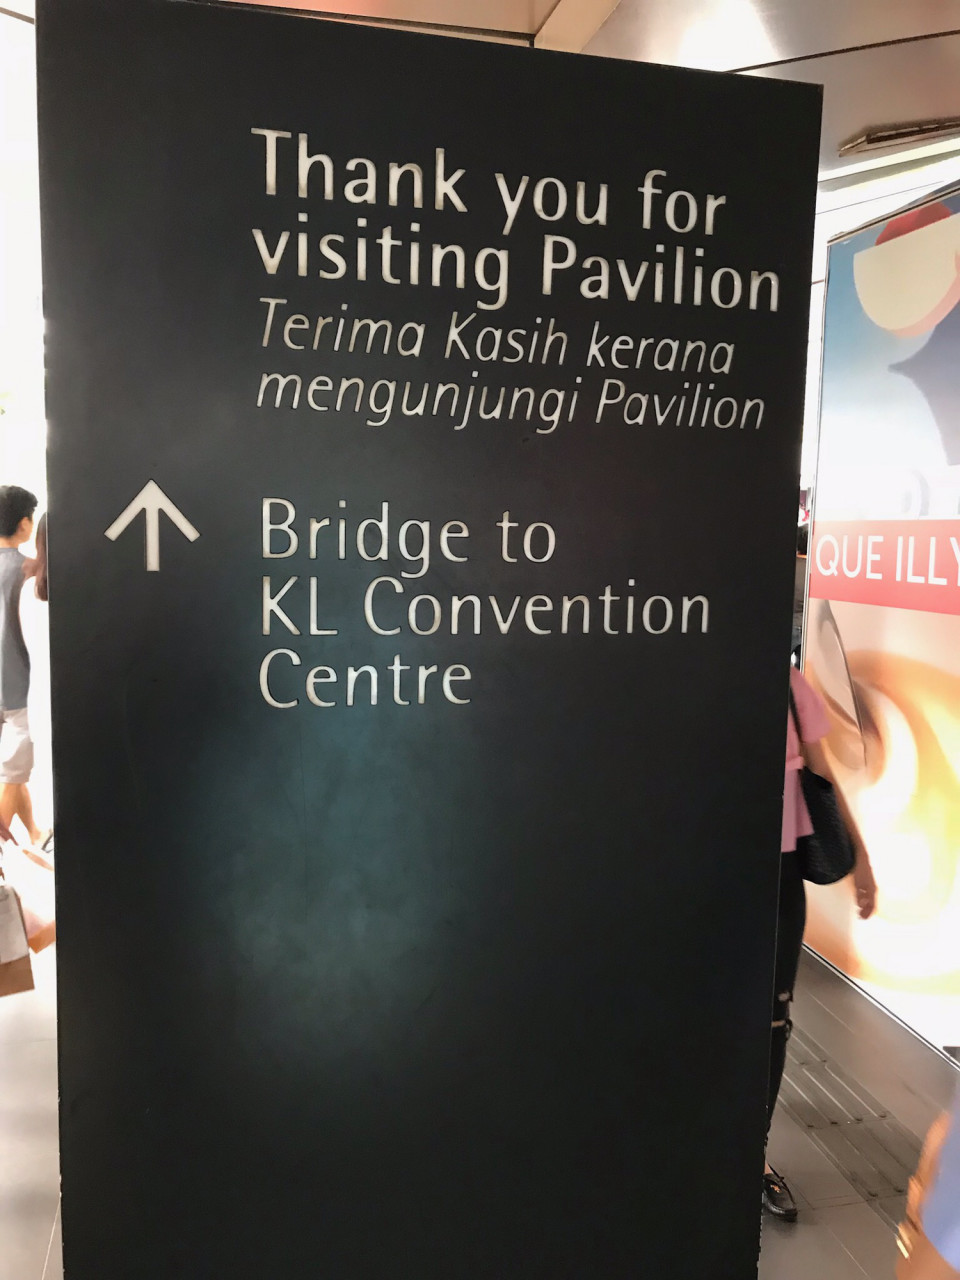 Thank you for
visiting Pavilion
Terima Kasih kerana
mengunjungi Pavilion
Bridge to
KL Convention
Centre
QUE ILLY